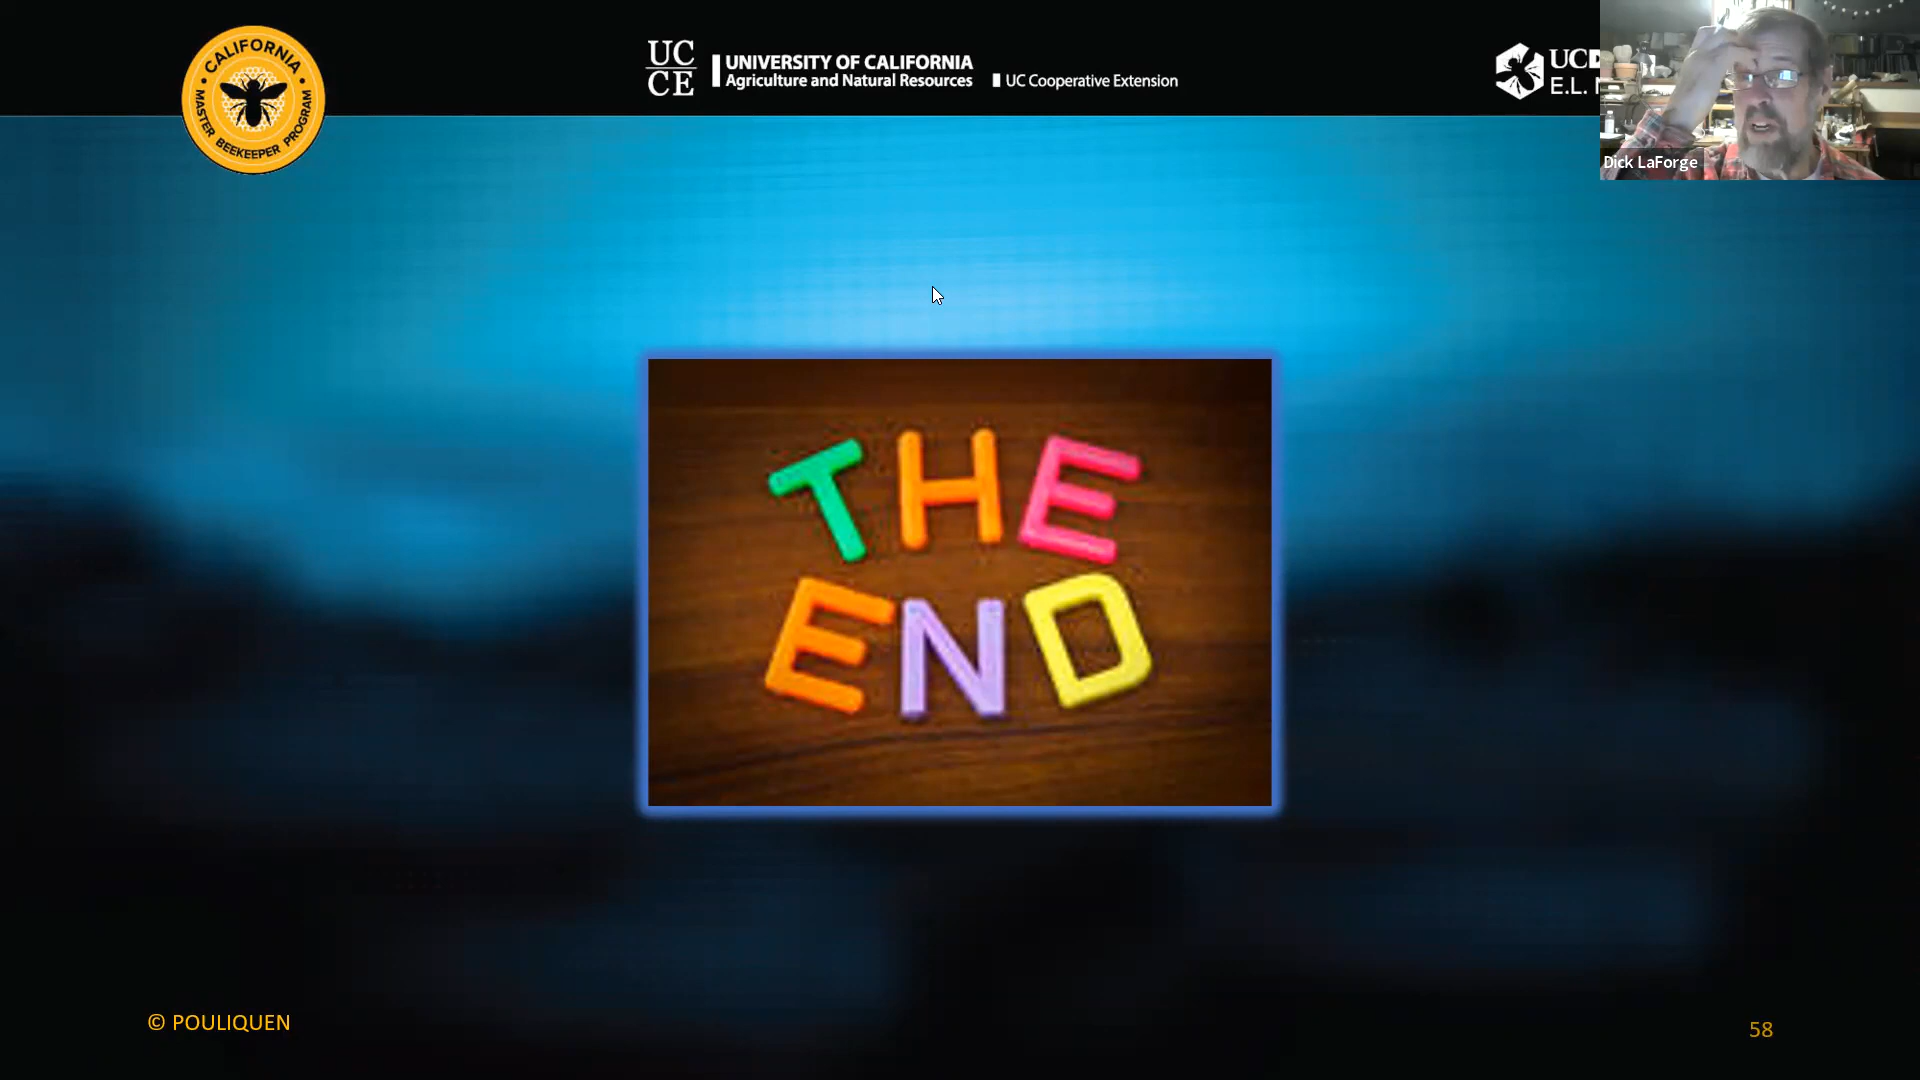 CALIFORNIA
MASTER BEEKEEPER PROGRAM
UC
CE
UNIVERSITY OF CALIFORNIA
Agriculture and Natural Resources
UC Cooperative Extension
E.L.
Dick LaForge
THE
END
© POULIQUEN
58